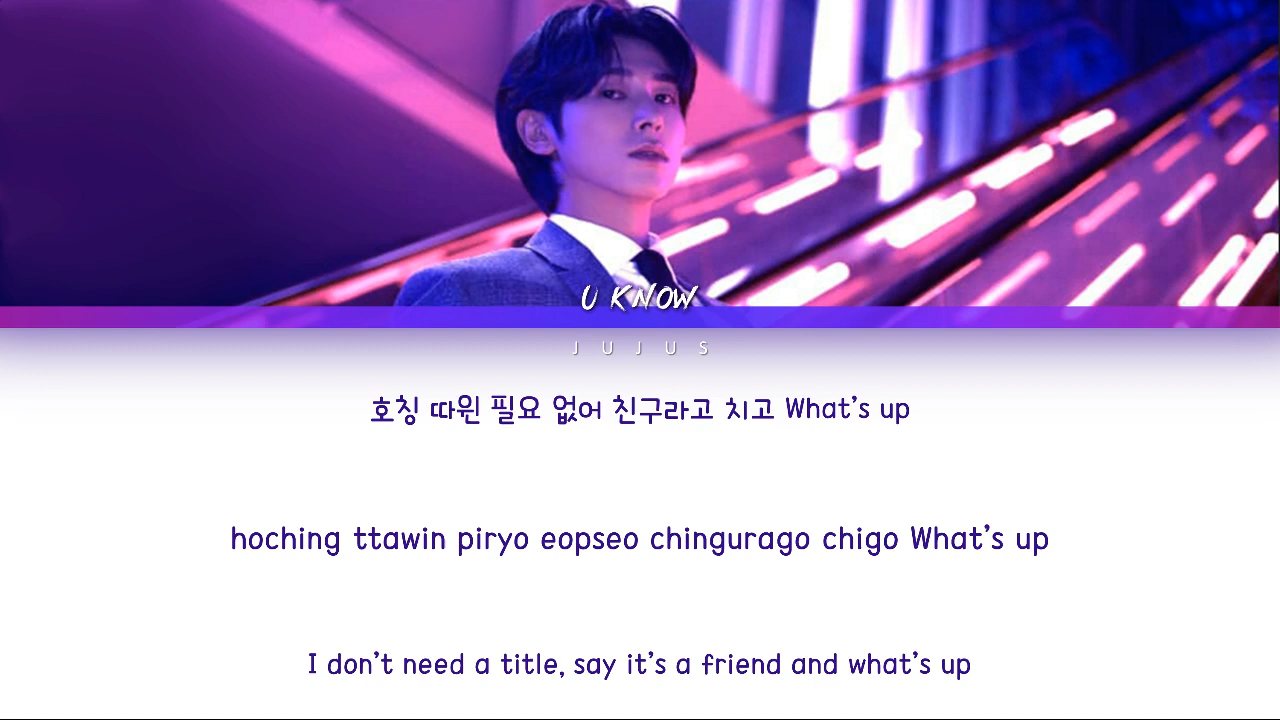 U KNOW
JUJUS
호칭 따윈 필요 없어 친구라고 치고 What's up
hoching ttawin piryo eopseo chingurago chigo What's up
I don't need a title, say it's a friend and what's up